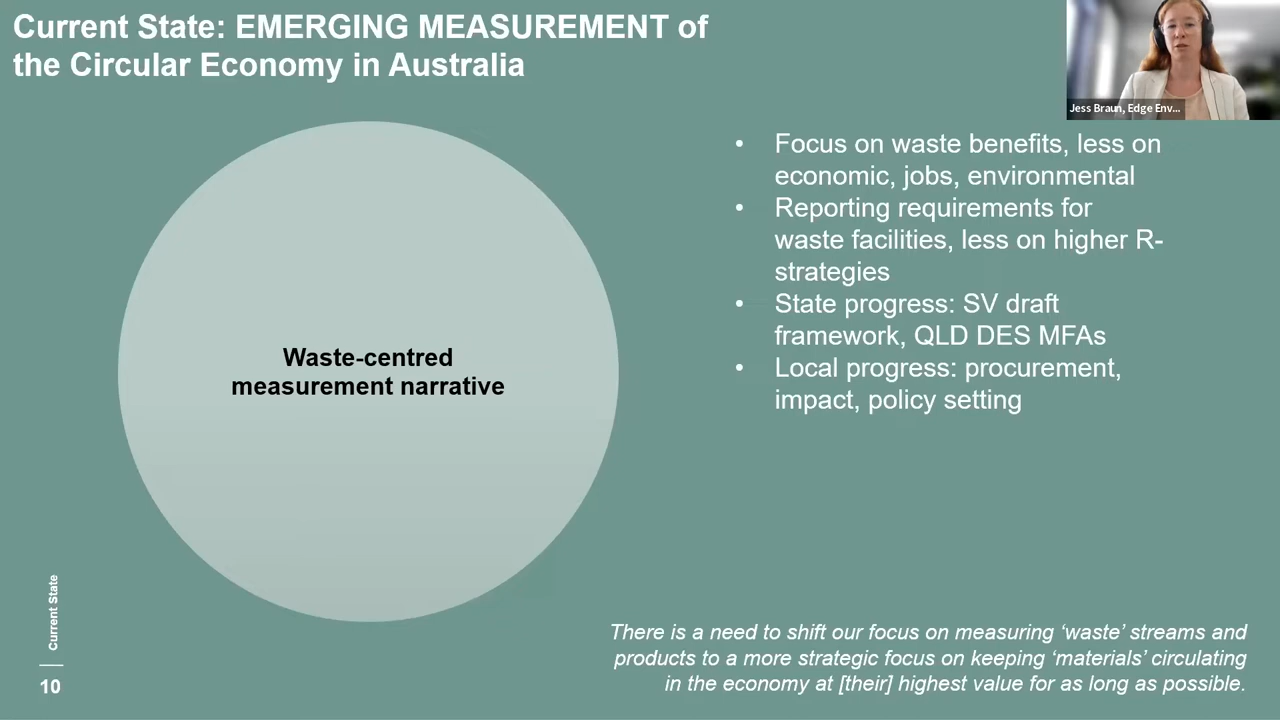 Current State: EMERGING MEASUREMENT of
the Circular Economy in Australia
Jess Braun, Edge Env...
• Focus on waste benefits, less on
economic, jobs, environmental
• Reporting requirements for
waste facilities, less on higher R-
strategies
• State progress: SV draft
framework, QLD DES MFAs
• Local progress: procurement,
impact, policy setting
Waste-centred
measurement narrative
There is a need to shift our focus on measuring ‘waste’ streams and
products to a more strategic focus on keeping ‘materials’ circulating
in the economy at [their] highest value for as long as possible.
Current State
10